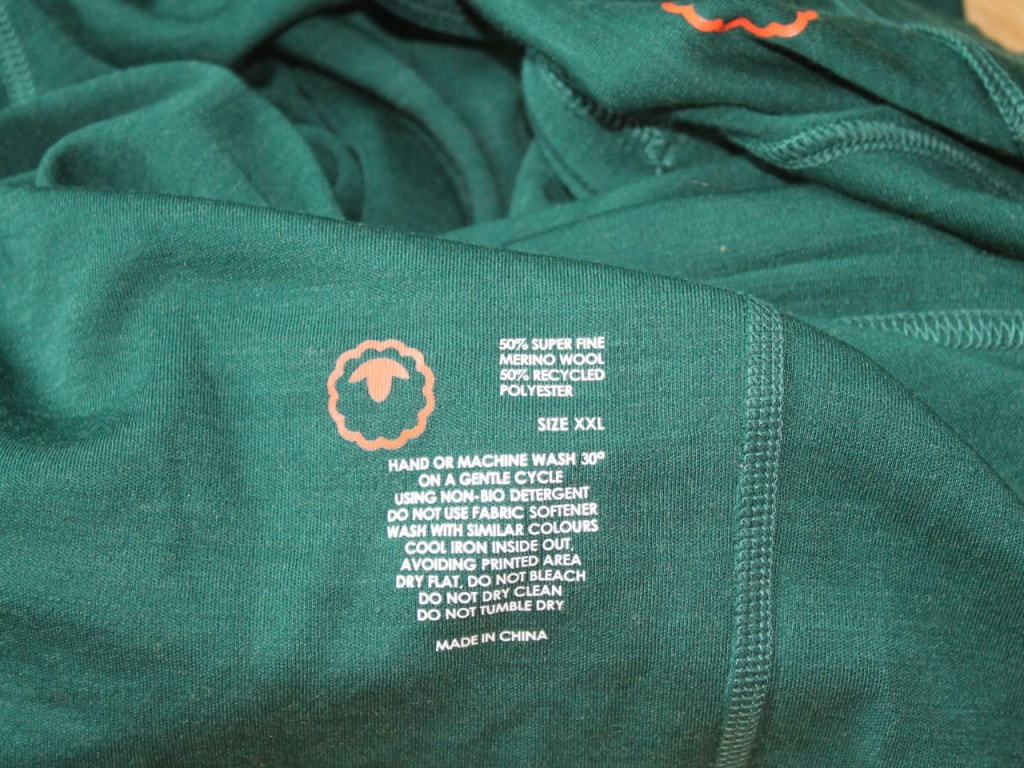 50% SUPER FINE
MERINO WOOL
50% RECYCLED
POLYESTER
SIZE XXL
HAND OR MACHINE WASH 30°
ON A GENTLE CYCLE
USING NON-BIO DETERGENT
DO NOT USE FABRIC SOFTENER
WASH WITH SIMILAR COLOURS
COOL IRON INSIDE OUT,
AVOIDING PRINTED AREA
DRY FLAT, DO NOT BLEACH
DO NOT DRY CLEAN
DO NOT TUMBLE DRY
MADE IN CHINA